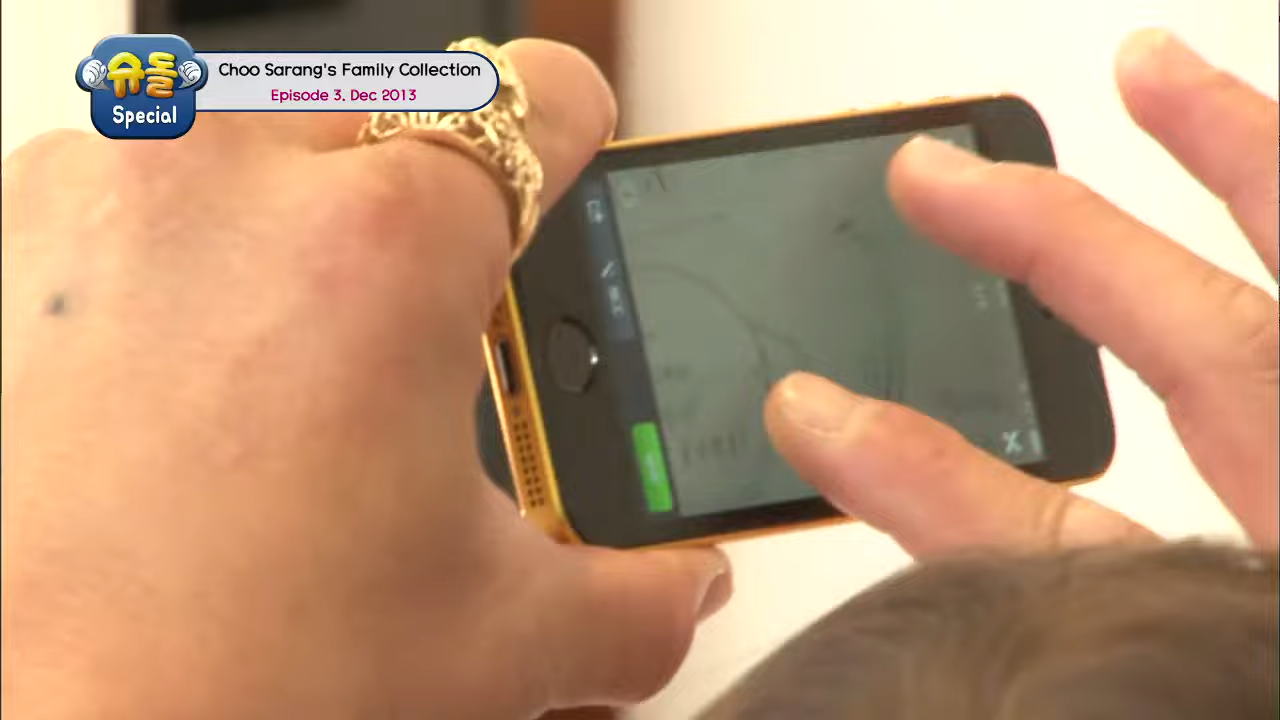 슈돌
Special
Choo Sarang's Family Collection
Episode 3. Dec 2013